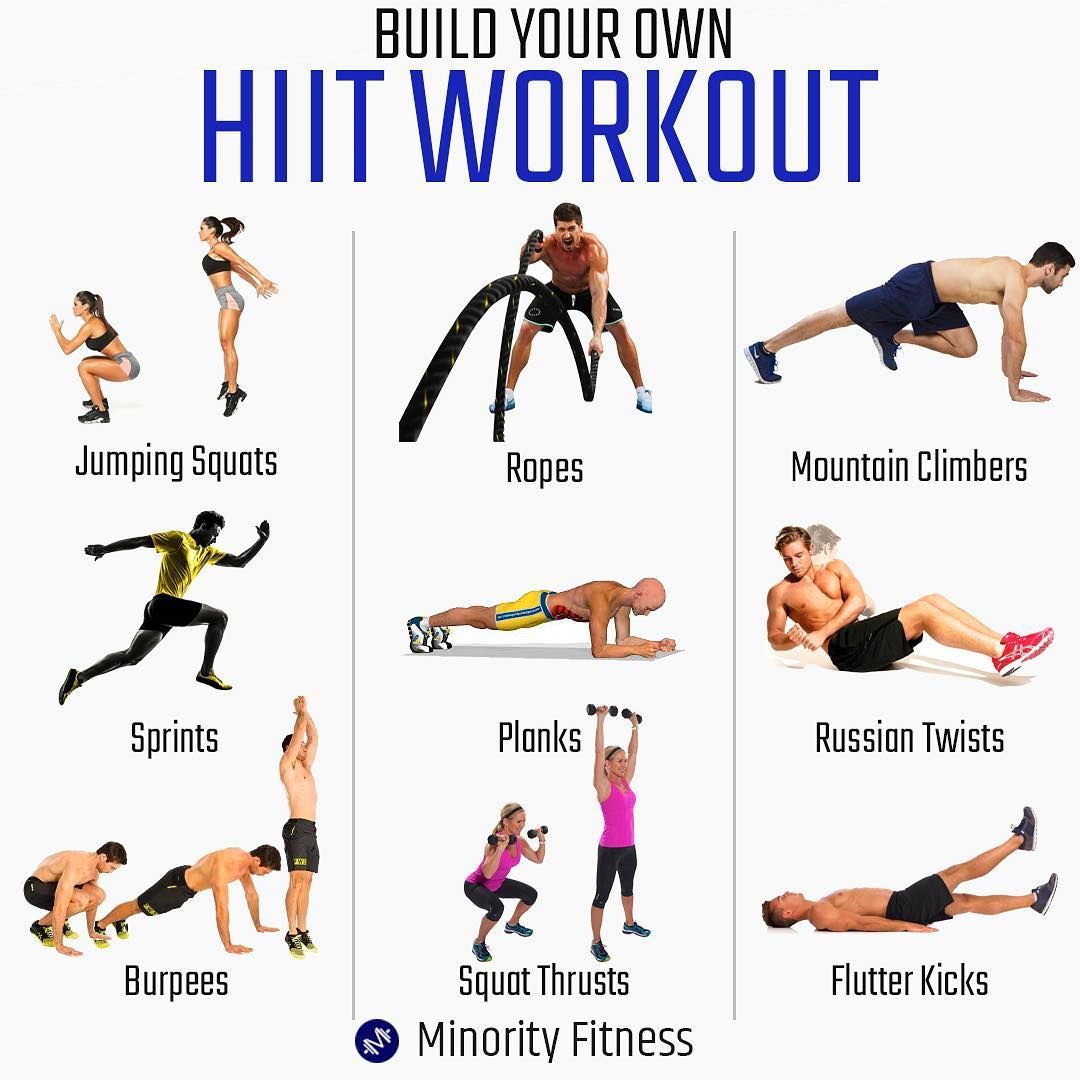 BUILD YOUR OWN
HIIT WORKOUT
Jumping Squats
Ropes
Mountain Climbers
Sprints
Planks
Russian Twists
Burpees
Squat Thrusts
Flutter Kicks
Minority Fitness